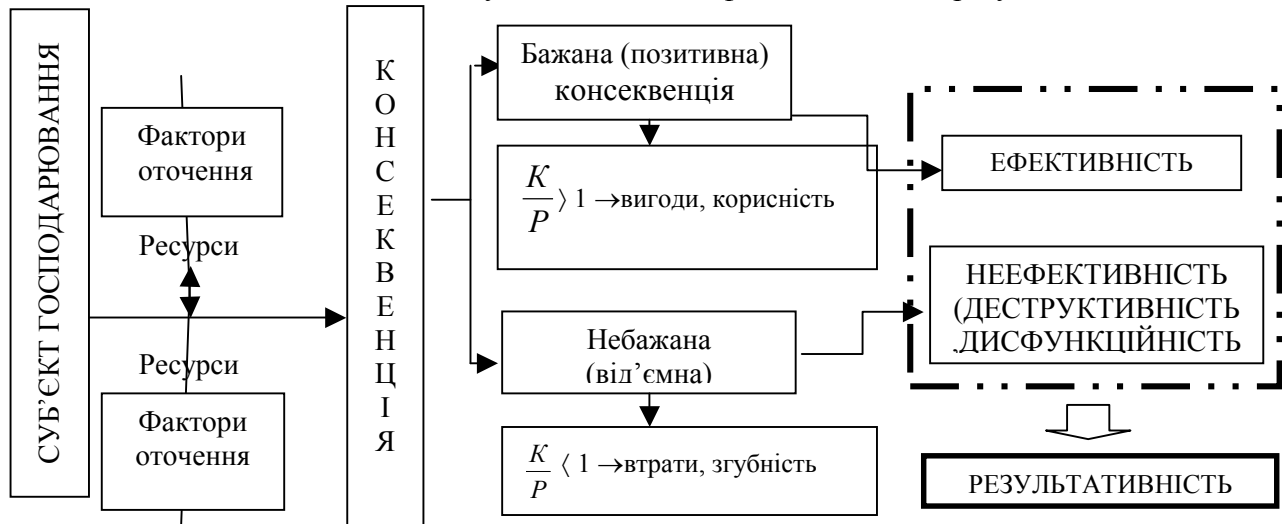 СУБ’ЄКТ ГОСПОДАРЮВАННЯ
Фактори
оточення
Ресурси
Ресурси
Фактори
оточення
К
О
Н
С
Е
К
В
Е
Н
Ц
І
Я
Бажана (позитивна)
консеквенція
К/Р 〉 1 →вигоди, корисність
Небажана
(від’ємна)
К/Р 〈 1 →втрати, згубність
ЕФЕКТИВНІСТЬ
НЕЕФЕКТИВНІСТЬ
(ДЕСТРУКТИВНІСТЬ
.ДИСФУНКЦІЙНІСТЬ
РЕЗУЛЬТАТИВНІСТЬ